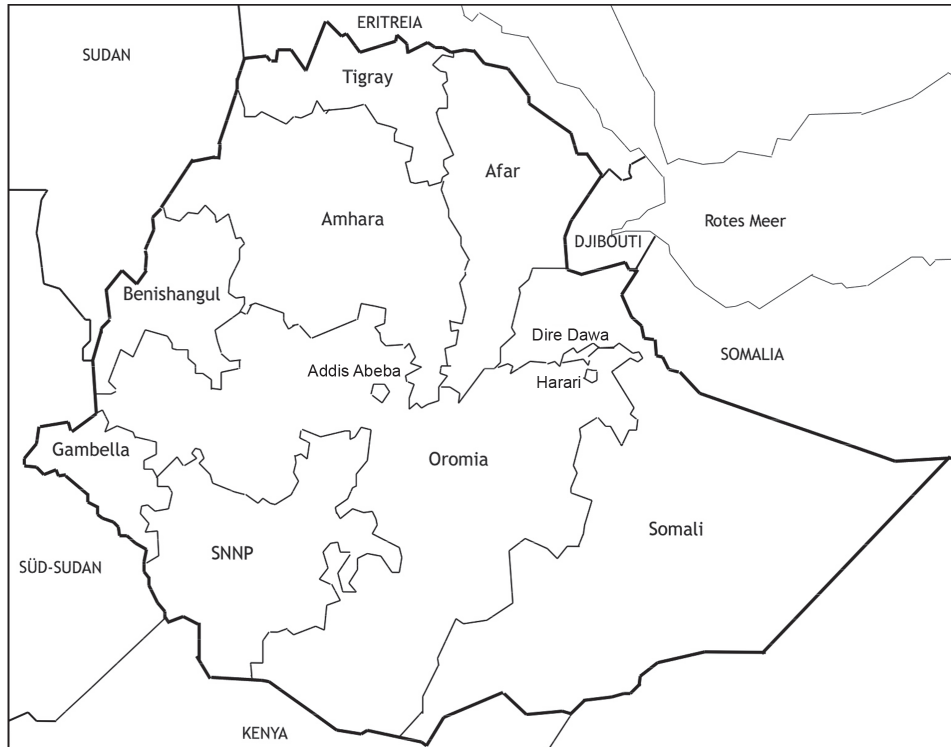 ERITREIA
SUDAN
Tigray
Afar
Amhara
Rotes Meer
DJIBOUTI
Benishangul
Dire Dawa
SOMALIA
Addis Abeba
Harari
Gambella
Oromia
Somali
SNNP
SÜD-SUDAN
KENYA